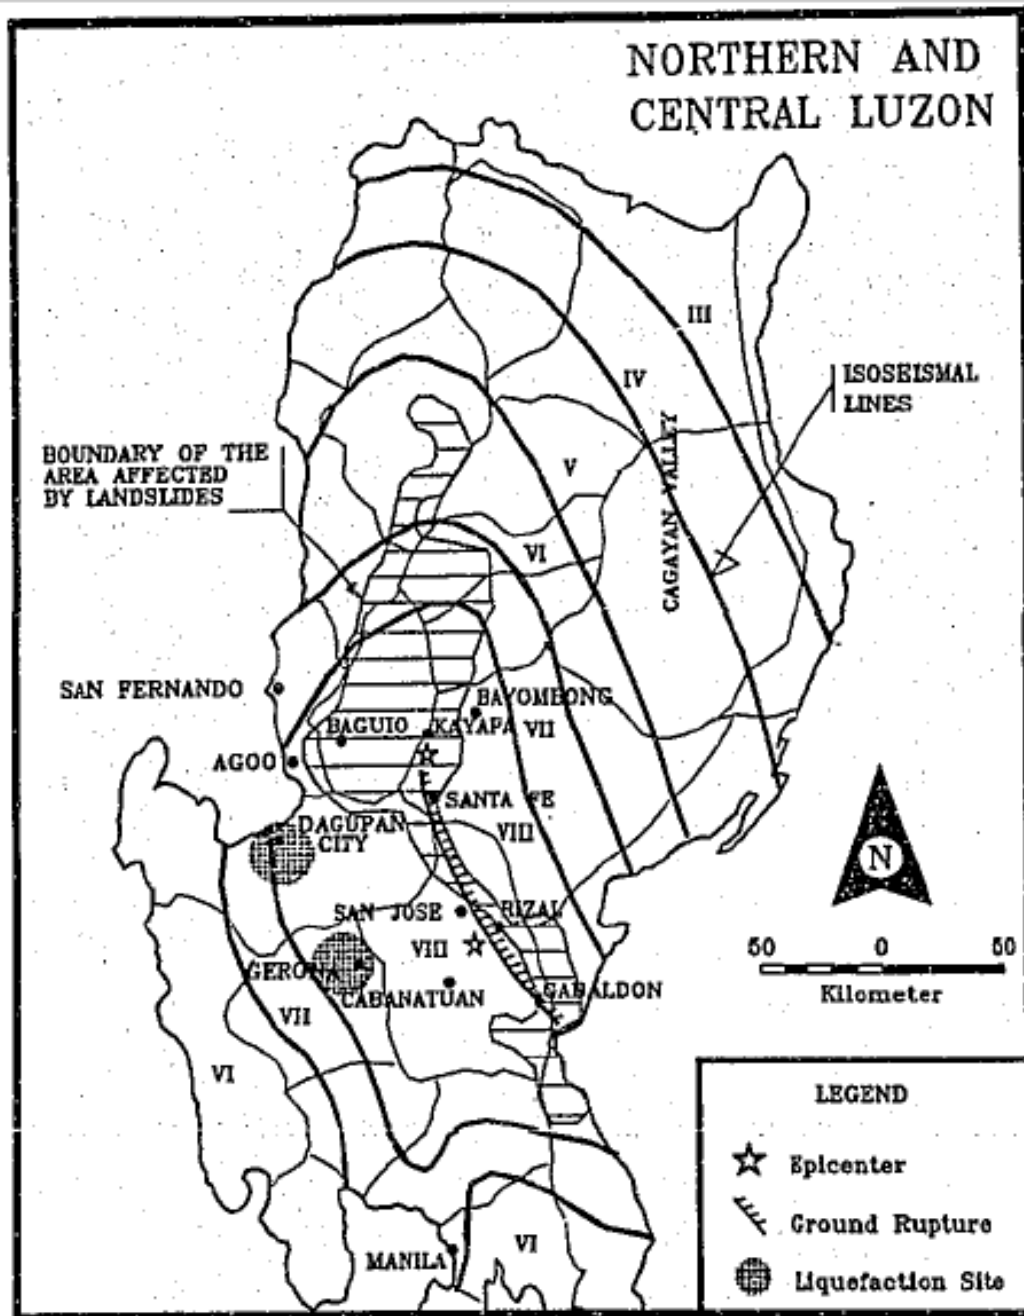 NORTHERN AND
CENTRAL LUZON
III
IV
ISOSEISMAL
LINES
BOUNDARY OF THE
AREA AFFECTED
BY LANDSLIDES
V
CAGAYAN VALLEY
VI
SAN FERNANDO
BAYOMBONG
BAGUIO
KAYAPA
VII
AGOO
SANTA FE
DAGUPAN
CITY
VIII
N
SAN JOSE
RIZAL
VIII
50 0 50
Kilometer
GERONA
CABANATUAN
GABALDON
VII
VI
LEGEND
Epicenter
Ground Rupture
MANILA
VI
Liquefaction Site